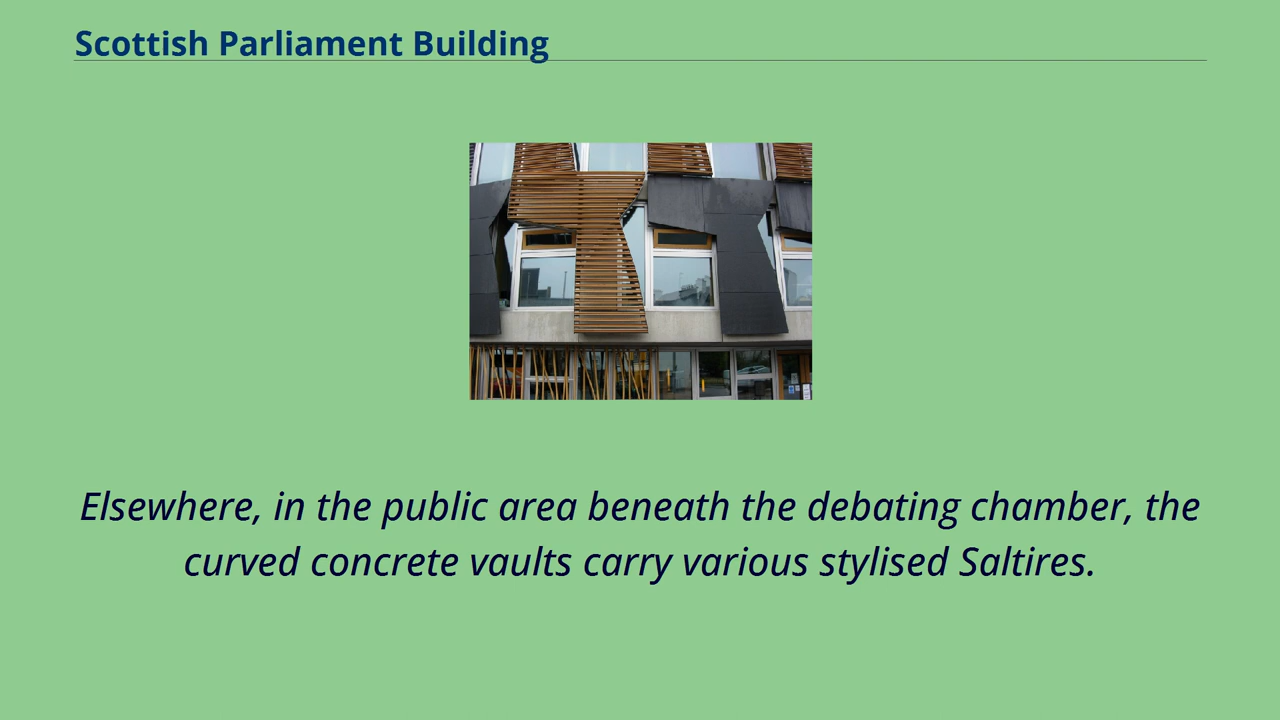 Scottish Parliament Building
Elsewhere, in the public area beneath the debating chamber, the
curved concrete vaults carry various stylised Saltires.